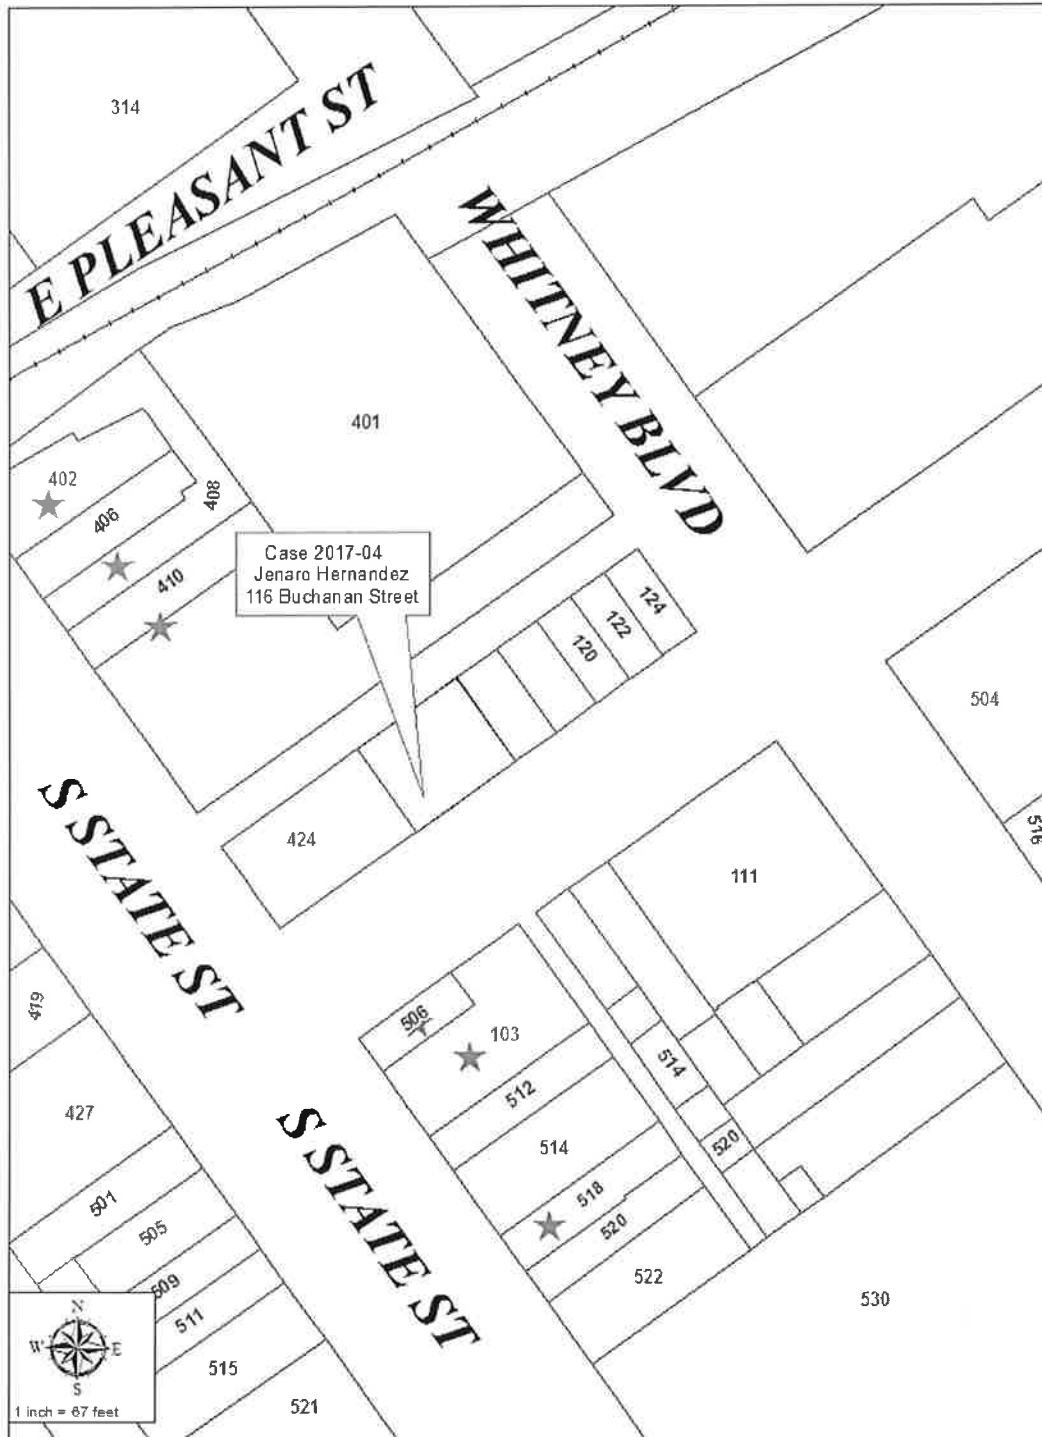 314
E PLEASANT ST
WHITNEY BLVD
401
402
406
408
410
Case 2017-04
Jenaro Hernandez
116 Buchanan Street
124
122
120
504
516
424
111
S STATE ST
419
506
103
512
514
514
427
518
520
520
501
505
522
530
509
511
515
521
S STATE ST
N
W E
S
1 inch = 67 feet